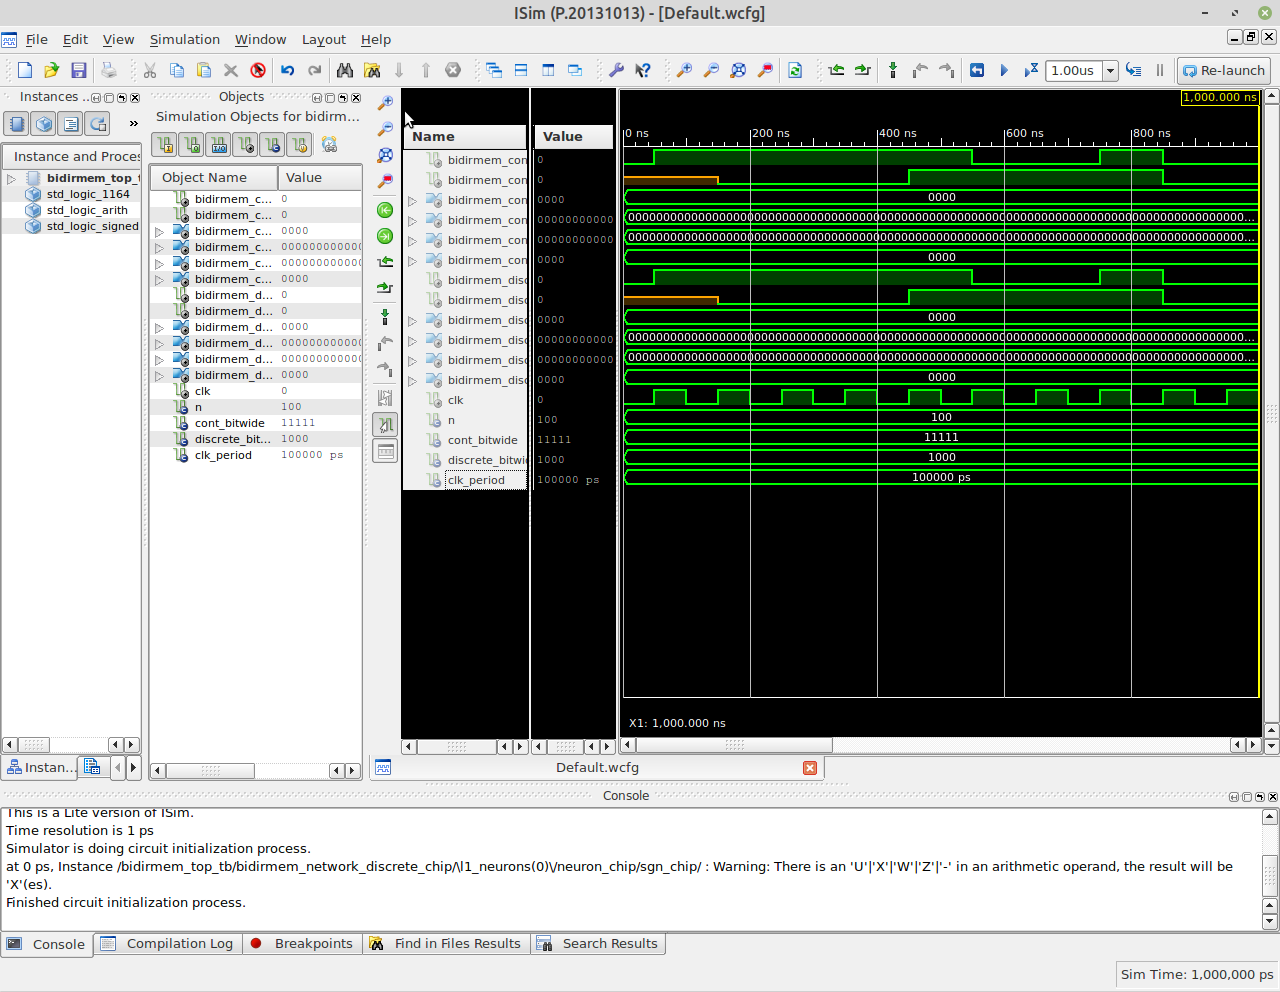 ISim (P.20131013) - [Default.wcfg]
File Edit View Simulation Window Layout Help
1.00us Re-launch
Instances ..
»
Instance and Proces
bidirmem_top_t
std_logic_1164
std_logic_arith
std_logic_signed
Instan...
Objects
Simulation Objects for bidirm...
Object Name Value
bidirmem_c... 0
bidirmem_c... 0
bidirmem_c... 0000
bidirmem_c... 000000000000
bidirmem_c... 000000000000
bidirmem_c... 0000
bidirmem_d... 0
bidirmem_d... 0
bidirmem_d... 0000
bidirmem_d... 000000000000
bidirmem_d... 000000000000
bidirmem_d... 0000
clk 0
n 100
cont_bitwide 11111
discrete_bit... 1000
clk_period 100000 ps
Name Value
bidirmem_con 0
bidirmem_con 0
bidirmem_con 0000
bidirmem_con 00000000000
bidirmem_con 00000000000
bidirmem_con 0000
bidirmem_disc 0
bidirmem_disc 0
bidirmem_disc 0000
bidirmem_disc 00000000000
bidirmem_disc 00000000000
bidirmem_disc 0000
clk 0
n 100
cont_bitwide 11111
discrete_bitwi 1000
clk_period 100000 ps
1,000.000 ns
0 ns 200 ns 400 ns 600 ns 800 ns
0000
0000
0000
100
11111
1000
100000 ps
X1: 1,000.000 ns
Default.wcfg
Console
This is a Lite version of ISim.
Time resolution is 1 ps
Simulator is doing circuit initialization process.
at 0 ps, Instance /bidirmem_top_tb/bidirmem_network_discrete_chip/\l1_neurons(0)\/neuron_chip/sgn_chip/ : Warning: There is an 'U'|'X'|'W'|'Z'|'-' in an arithmetic operand, the result will be
'X'(es).
Finished circuit initialization process.
Console Compilation Log Breakpoints Find in Files Results Search Results
Sim Time: 1,000,000 ps